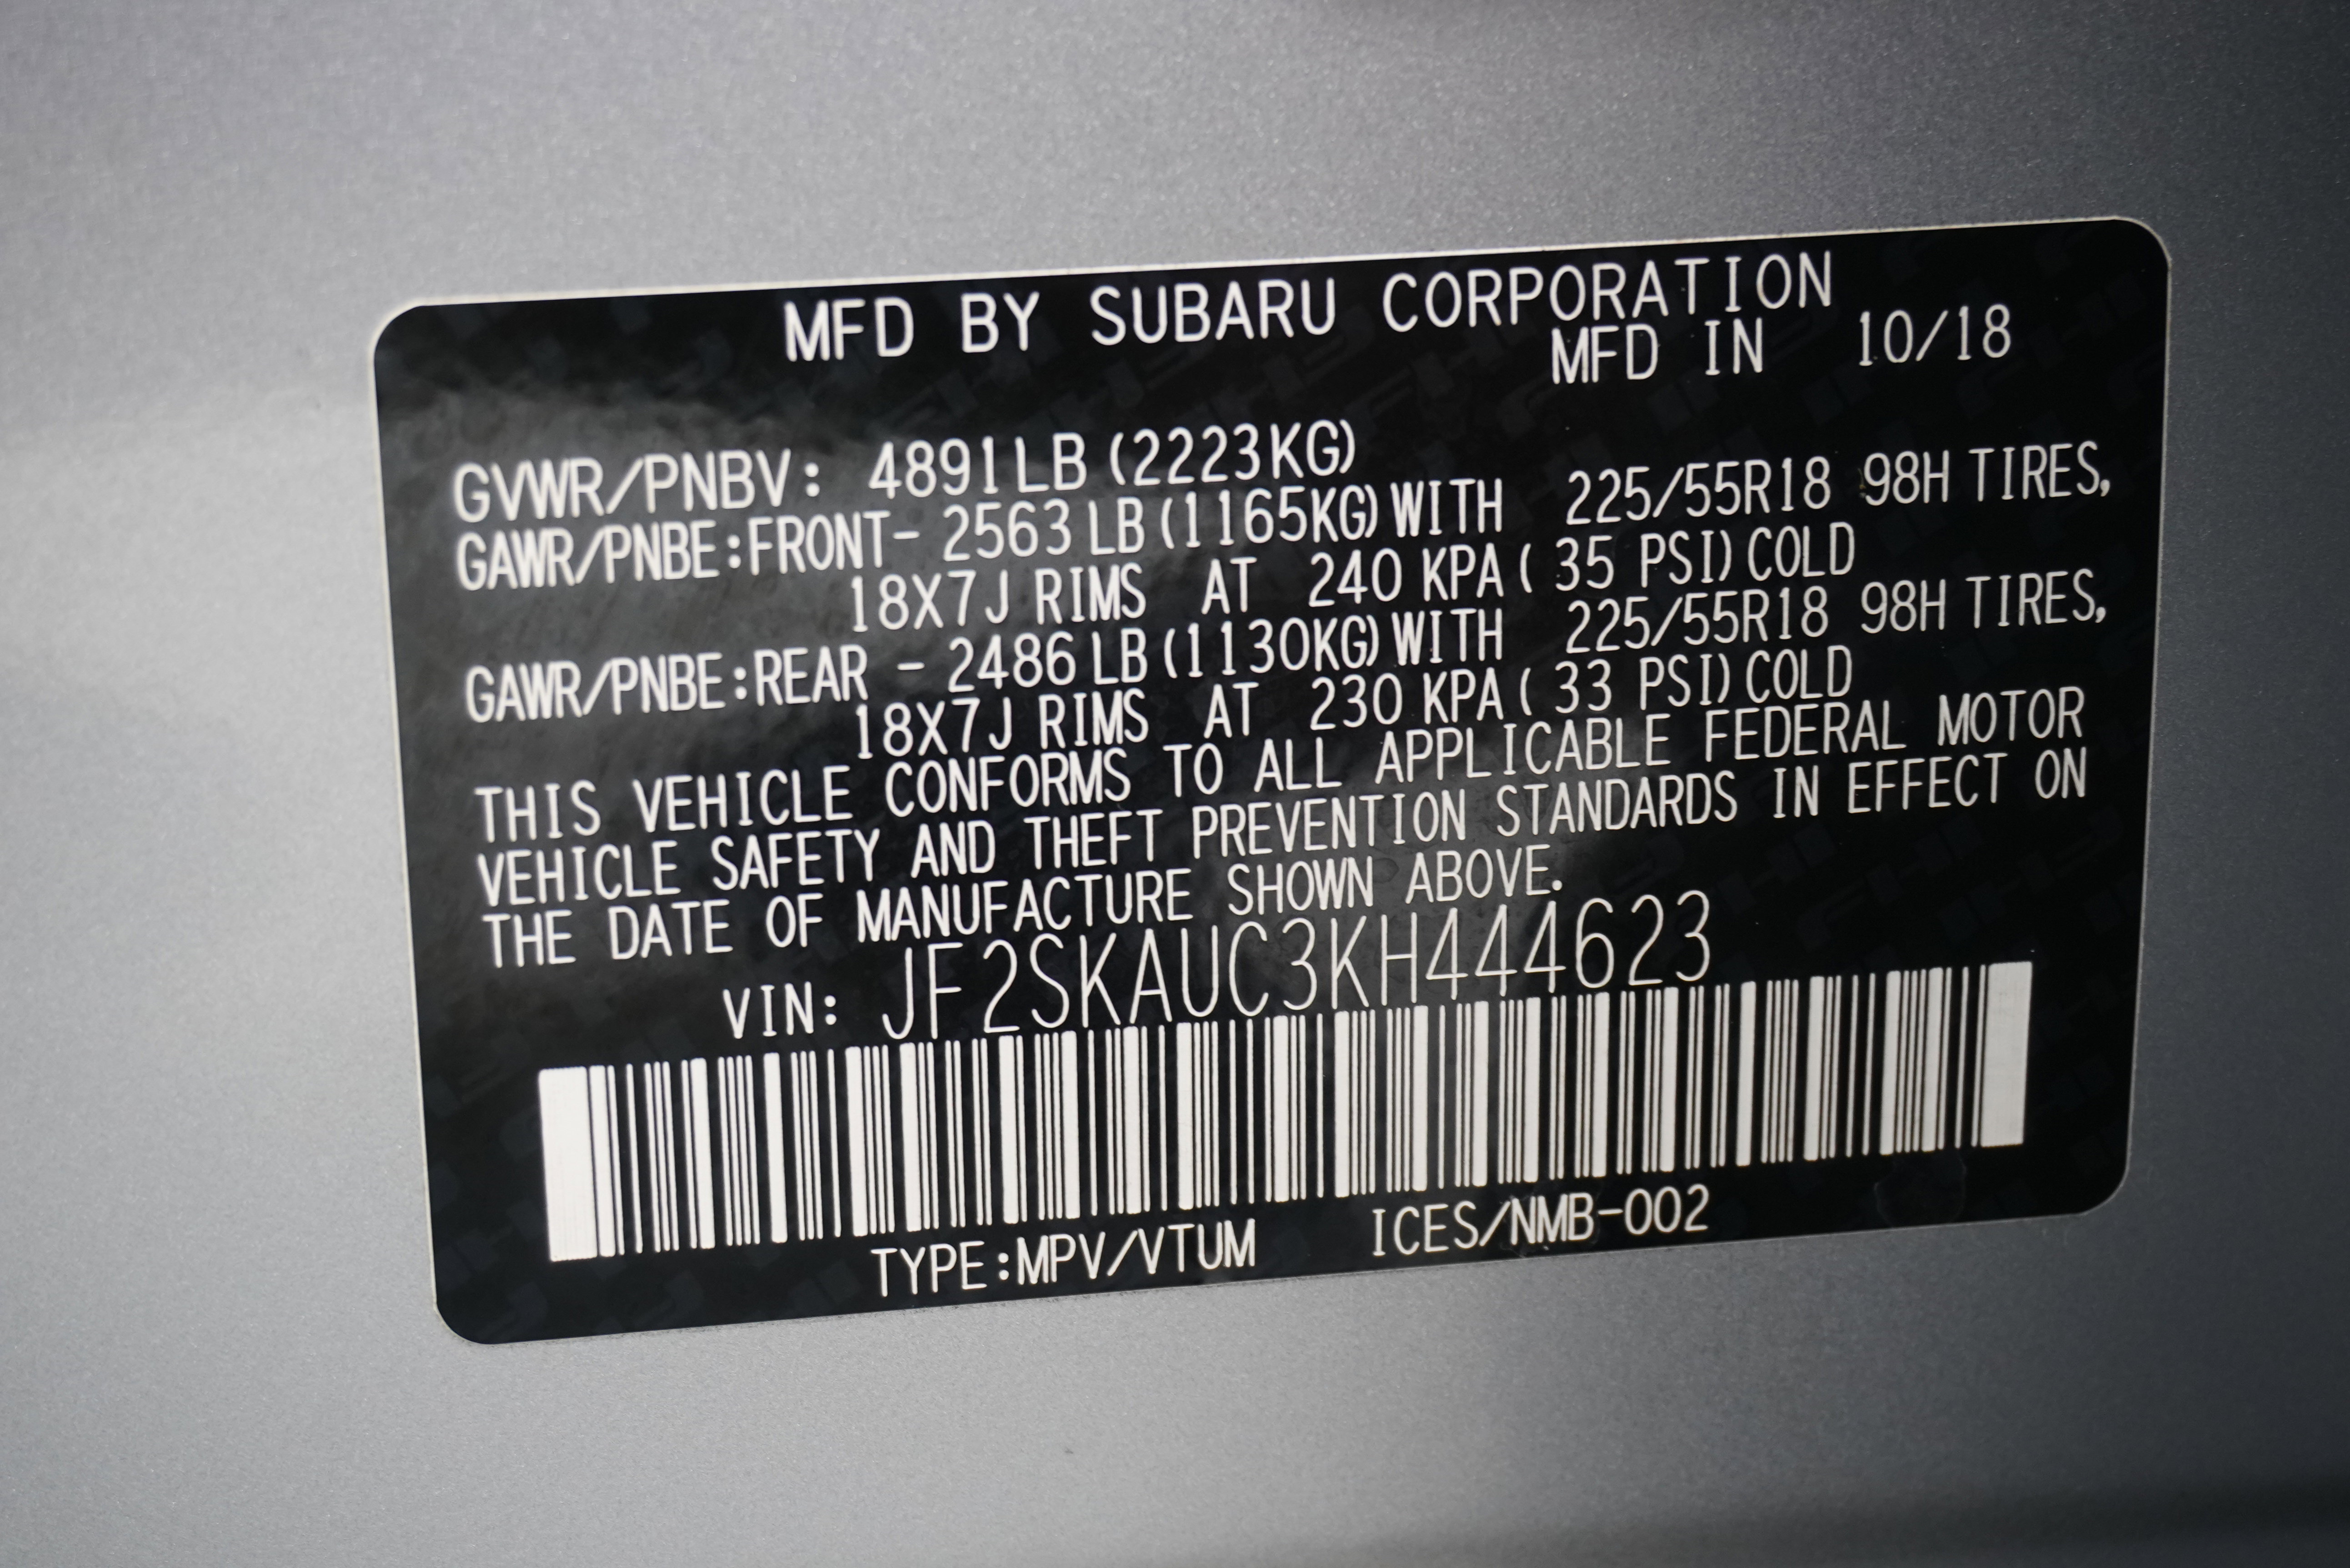 MFD BY SUBARU CORPORATION
MFD IN 10/18
GVWR/PNBV: 4891LB (2223KG)
GAWR/PNBE:FRONT- 2563 LB (1165KG) WITH 225/55R18 98H TIRES,
18X7J RIMS AT 240 KPA ( 35 PSI) COLD
GAWR/PNBE:REAR - 2486 LB (1130KG) WITH 225/55R18 98H TIRES,
18X7J RIMS AT 230 KPA ( 33 PSI) COLD
THIS VEHICLE CONFORMS TO ALL APPLICABLE FEDERAL MOTOR
VEHICLE SAFETY AND THEFT PREVENTION STANDARDS IN EFFECT ON
THE DATE OF MANUFACTURE SHOWN ABOVE.
VIN: JF2SKAUC3KH444623
TYPE:MPV/VTUM ICES/NMB-002